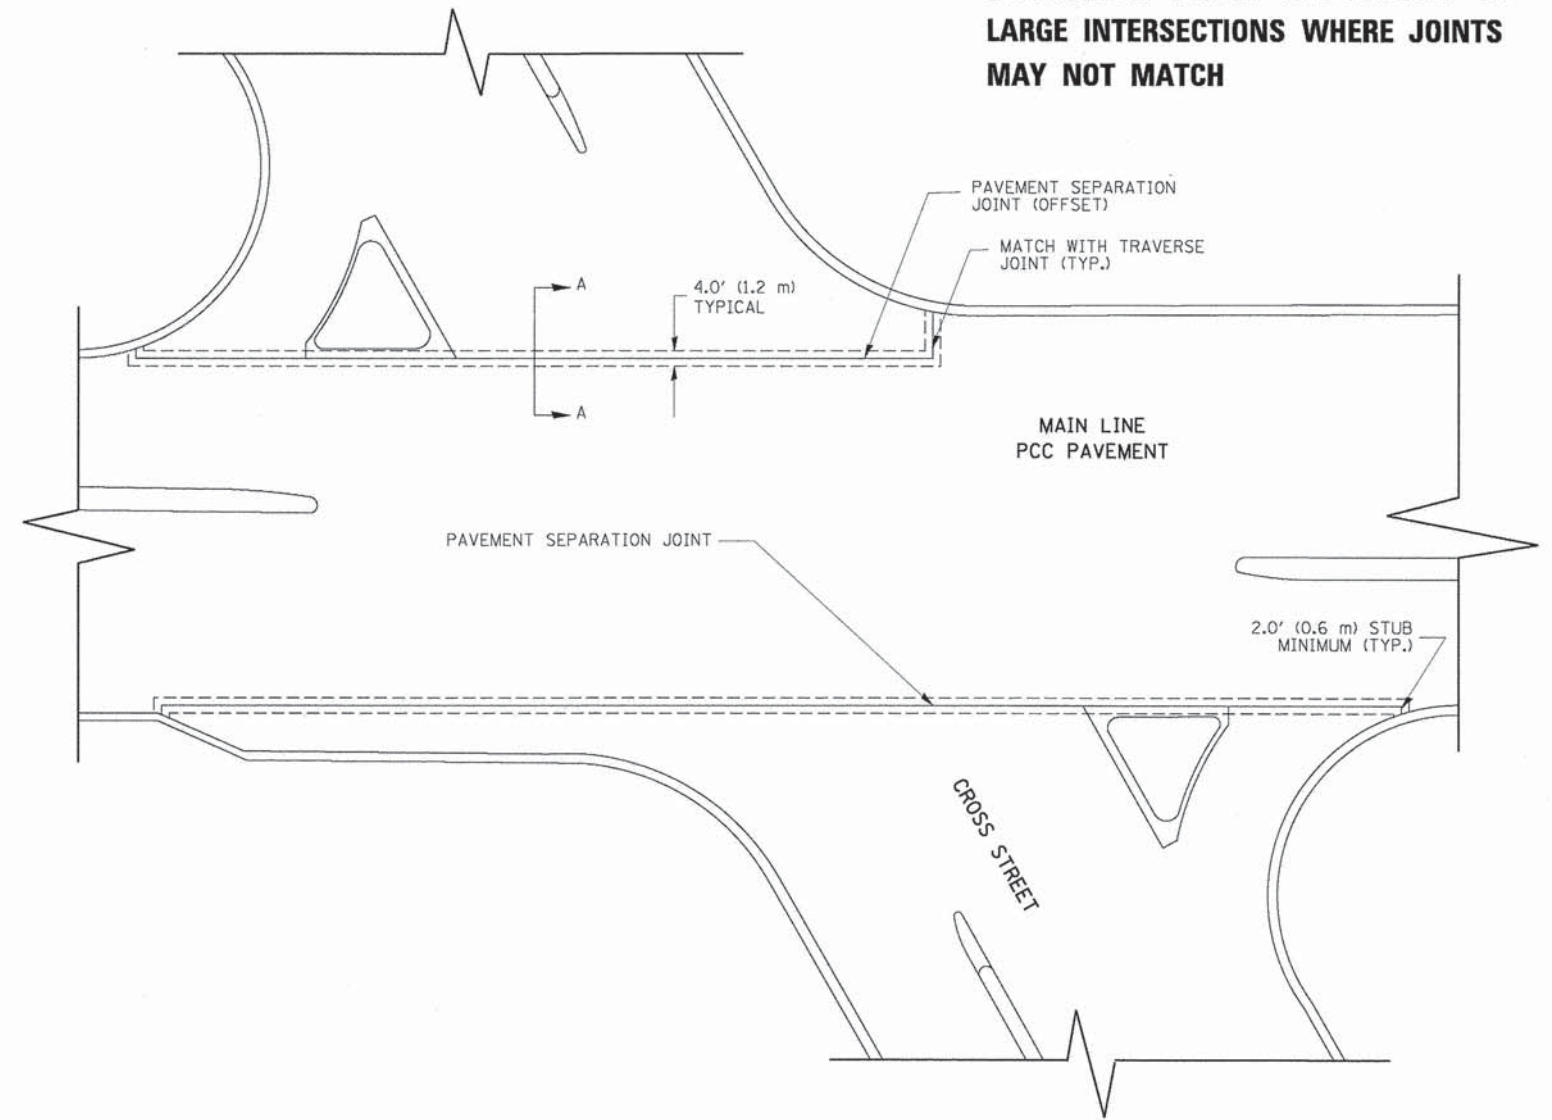 LARGE INTERSECTIONS WHERE JOINTS
MAY NOT MATCH
PAVEMENT SEPARATION
JOINT (OFFSET)
MATCH WITH TRAVERSE
JOINT (TYP.)
A
4.0' (1.2 m)
TYPICAL
A
MAIN LINE
PCC PAVEMENT
PAVEMENT SEPARATION JOINT
2.0' (0.6 m) STUB
MINIMUM (TYP.)
CROSS STREET